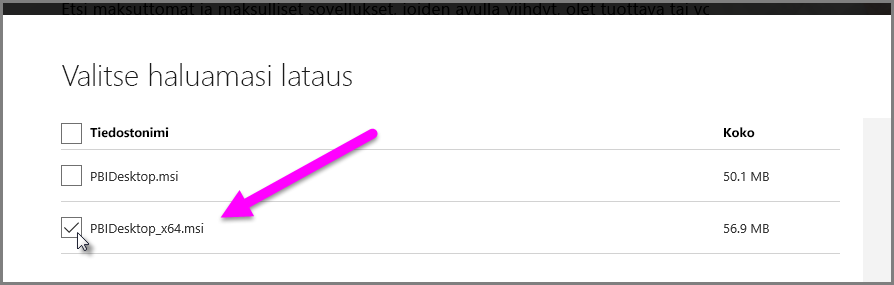 Etsi maksuttomat ja maksulliset sovellukset, joiden avulla viihdyt, olet tuottava tai
Valitse haluamasi lataus
Tiedostonimi Koko
PBIDesktop.msi 50.1 MB
PBIDesktop_x64.msi 56.9 MB